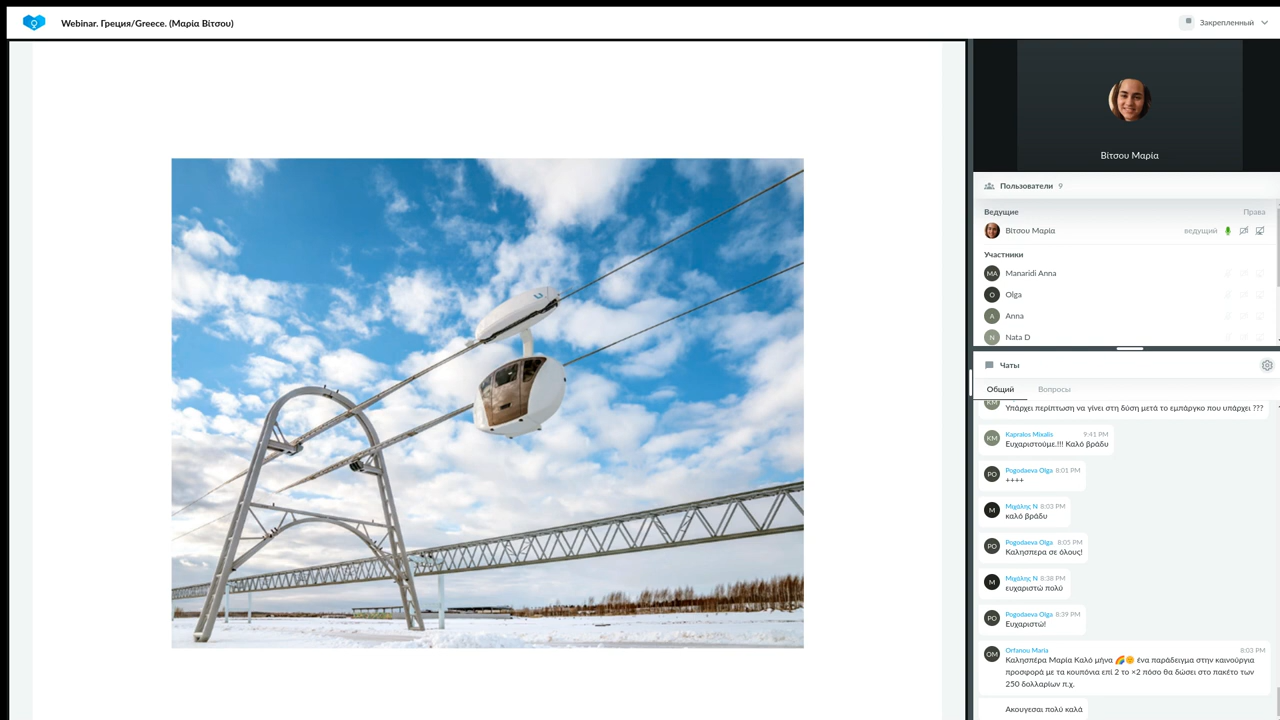 Webinar. Греция/Greece. (Μαρία Βίτσου)
Закрепленный
Βίτσου Μαρία
Пользователи 9
Ведущие Права
Βίτσου Μαρία ведущий
Участники
MA Manaridi Anna
O Olga
A Anna
N Nata D
Чаты
Общий Вопросы
KM Υπάρχει περίπτωση να γίνει στη δύση μετά το εμπάργκο που υπάρχει ???
KM Kapralos Mixalis 9:41 PM
Ευχαριστούμε.!!! Καλό βράδυ
PO Pogodaeva Olga 8:01 PM
++++
M Μιχάλης Ν 8:03 PM
καλό βράδυ
PO Pogodaeva Olga 8:05 PM
Καλησπερα σε όλους!
M Μιχάλης Ν 8:38 PM
ευχαριστώ πολύ
PO Pogodaeva Olga 8:39 PM
Ευχαριστώ!
OM Orfanou Maria 8:03 PM
Καλησπέρα Μαρία Καλό μήνα 🌈🌞 ένα παράδειγμα στην καινούργια
προσφορά με τα κουπόνια επί 2 το ×2 πόσο θα δώσει στο πακέτο των
250 δολλαρίων π.χ.
Ακουγεσαι πολύ καλά